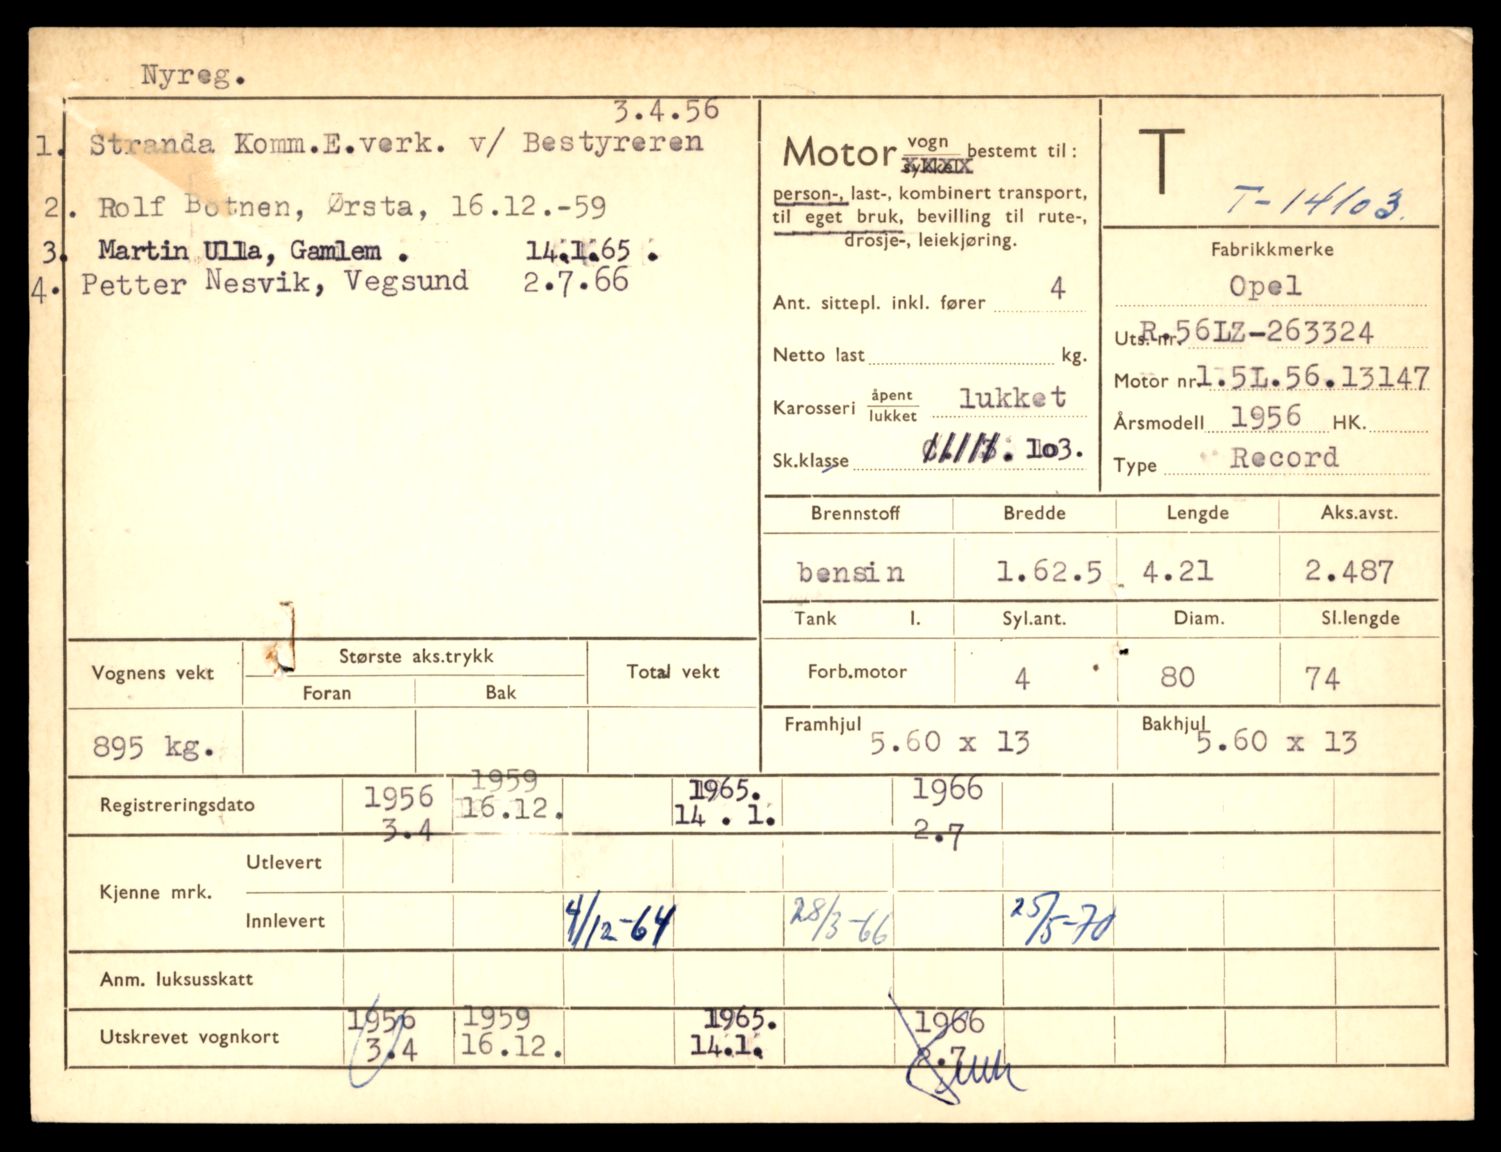 Nyreg.
3.4.56
1. Stranda Komm.E.verk. v/ Bestyreren
2. Rolf Botnen, Ørsta, 16.12.-59
3. Martin Ulla, Gamlem . 14.1.65 .
4. Petter Nesvik, Vegsund 2.7.66
Motor vogn bestemt til:
sykkel
person-, last-, kombinert transport,
til eget bruk, bevilling til rute-,
drosje-, leiekjøring.
Ant. sittepl. inkl. fører 4
Netto last kg.
Karosseri åpent lukket
lukket
Sk.klasse 103.
T
T-14103.
Fabrikkmerke
Opel
Uts. nr. R.56LZ-263324
Motor nr. 1.5L.56.13147
Årsmodell 1956 HK.
Type Record
Brennstoff Bredde Lengde Aks.avst.
bensin 1.62.5 4.21 2.487
Tank l. Syl.ant. Diam. Sl.lengde
Forb.motor 4 80 74
Framhjul 5.60 x 13 Bakhjul 5.60 x 13
Vognens vekt Største aks.trykk Total vekt
Foran Bak
895 kg.
Registreringsdato 1956 1959 1965. 1966
3.4 16.12. 14 . 1. 2.7
Kjenne mrk. Utlevert
Innlevert 4/12-64 28/3-66 25/5-70
Anm. luksusskatt
Utskrevet vognkort 1956 1959 1965. 1966
3.4 16.12. 14.1. 2.7